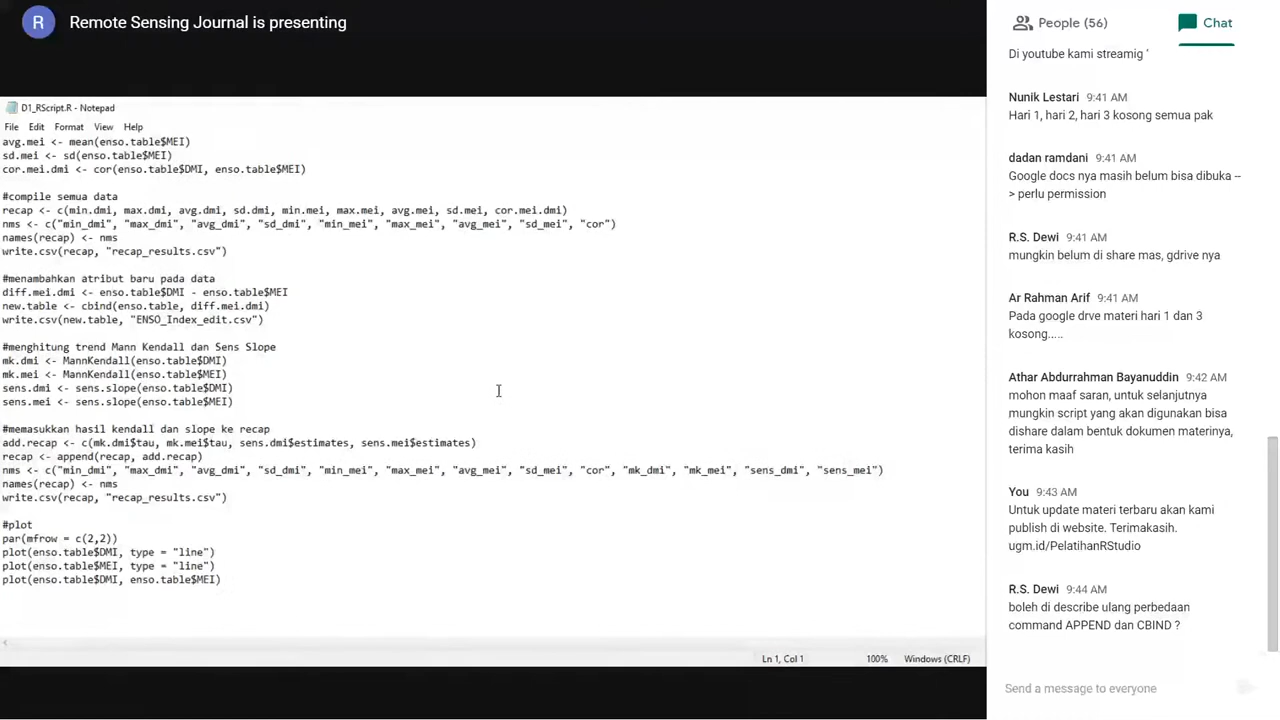 R
Remote Sensing Journal is presenting
People (56)
Chat
D1_RScript.R - Notepad
File Edit Format View Help
avg.mei <- mean(enso.table$MEI)
sd.mei <- sd(enso.table$MEI)
cor.mei.dmi <- cor(enso.table$DMI, enso.table$MEI)
#compile semua data
recap <- c(min.dmi, max.dmi, avg.dmi, sd.dmi, min.mei, max.mei, avg.mei, sd.mei, cor.mei.dmi)
nms <- c("min_dmi", "max_dmi", "avg_dmi", "sd_dmi", "min_mei", "max_mei", "avg_mei", "sd_mei", "cor")
names(recap) <- nms
write.csv(recap, "recap_results.csv")
#menambahkan atribut baru pada data
diff.mei.dmi <- enso.table$DMI - enso.table$MEI
new.table <- cbind(enso.table, diff.mei.dmi)
write.csv(new.table, "ENSO_Index_edit.csv")
#menghitung trend Mann Kendall dan Sens Slope
mk.dmi <- MannKendall(enso.table$DMI)
mk.mei <- MannKendall(enso.table$MEI)
sens.dmi <- sens.slope(enso.table$DMI)
sens.mei <- sens.slope(enso.table$MEI)
#memasukkan hasil kendall dan slope ke recap
add.recap <- c(mk.dmi$tau, mk.mei$tau, sens.dmi$estimates, sens.mei$estimates)
recap <- append(recap, add.recap)
nms <- c("min_dmi", "max_dmi", "avg_dmi", "sd_dmi", "min_mei", "max_mei", "avg_mei", "sd_mei", "cor", "mk_dmi", "mk_mei", "sens_dmi", "sens_mei")
names(recap) <- nms
write.csv(recap, "recap_results.csv")
#plot
par(mfrow = c(2,2))
plot(enso.table$DMI, type = "line")
plot(enso.table$MEI, type = "line")
plot(enso.table$DMI, enso.table$MEI)
Ln 1, Col 1 100% Windows (CRLF)
Di youtube kami streamig '
Nunik Lestari 9:41 AM
Hari 1, hari 2, hari 3 kosong semua pak
dadan ramdani 9:41 AM
Google docs nya masih belum bisa dibuka --
> perlu permission
R.S. Dewi 9:41 AM
mungkin belum di share mas, gdrive nya
Ar Rahman Arif 9:41 AM
Pada google drve materi hari 1 dan 3
kosong.....
Athar Abdurrahman Bayanuddin 9:42 AM
mohon maaf saran, untuk selanjutnya
mungkin script yang akan digunakan bisa
dishare dalam bentuk dokumen materinya,
terima kasih
You 9:43 AM
Untuk update materi terbaru akan kami
publish di website. Terimakasih.
ugm.id/PelatihanRStudio
R.S. Dewi 9:44 AM
boleh di describe ulang perbedaan
command APPEND dan CBIND ?
Send a message to everyone